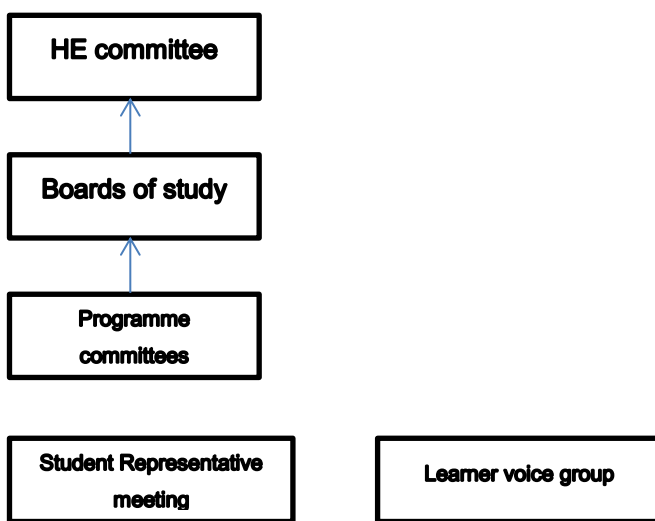 HE committee
Boards of study
Programme
committees
Student Representative
meeting
Learner voice group